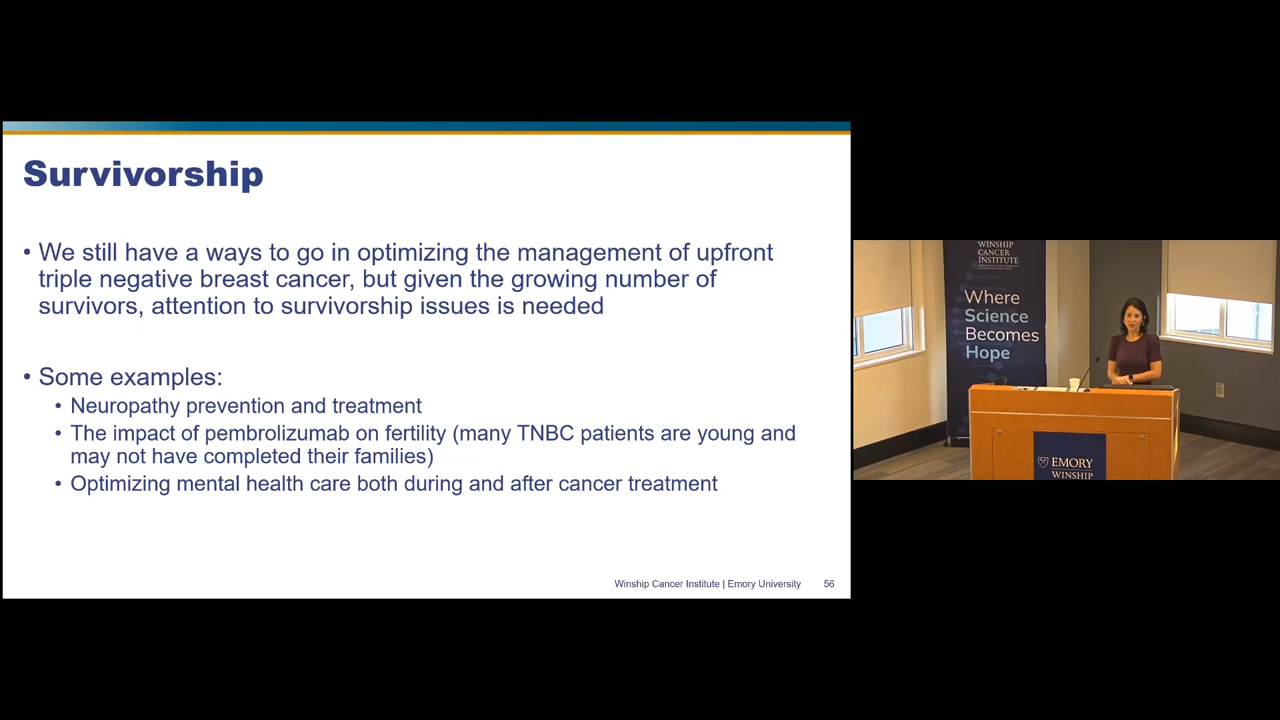 Survivorship
• We still have a ways to go in optimizing the management of upfront
triple negative breast cancer, but given the growing number of
survivors, attention to survivorship issues is needed
• Some examples:
• Neuropathy prevention and treatment
• The impact of pembrolizumab on fertility (many TNBC patients are young and
may not have completed their families)
• Optimizing mental health care both during and after cancer treatment
Winship Cancer Institute | Emory University 56
WINSHIP
CANCER
INSTITUTE
Where
Science
Becomes
Hope
EMORY
WINSHIP